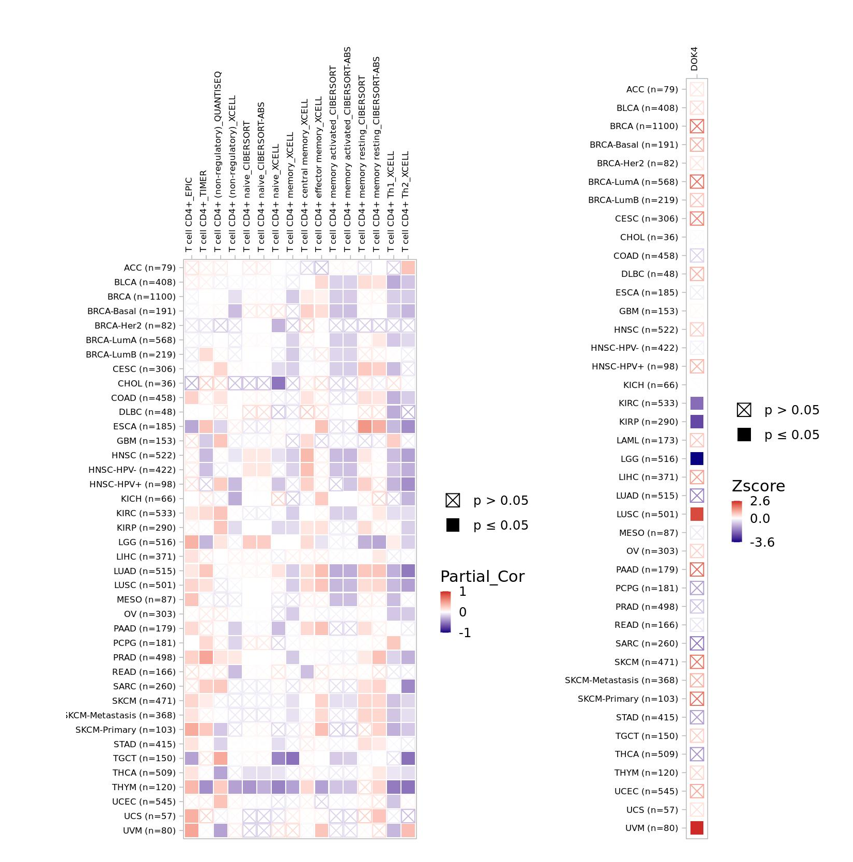 T cell CD4+_EPIC
T cell CD4+_TIMER
T cell CD4+ (non-regulatory)_QUANTISEQ
T cell CD4+ (non-regulatory)_XCELL
T cell CD4+ naive_CIBERSORT
T cell CD4+ naive_CIBERSORT-ABS
T cell CD4+ naive_XCELL
T cell CD4+ memory_XCELL
T cell CD4+ central memory_XCELL
T cell CD4+ effector memory_XCELL
T cell CD4+ memory activated_CIBERSORT
T cell CD4+ memory activated_CIBERSORT-ABS
T cell CD4+ memory resting_CIBERSORT
T cell CD4+ memory resting_CIBERSORT-ABS
T cell CD4+ Th1_XCELL
T cell CD4+ Th2_XCELL
ACC (n=79)
BLCA (n=408)
BRCA (n=1100)
BRCA-Basal (n=191)
BRCA-Her2 (n=82)
BRCA-LumA (n=568)
BRCA-LumB (n=219)
CESC (n=306)
CHOL (n=36)
COAD (n=458)
DLBC (n=48)
ESCA (n=185)
GBM (n=153)
HNSC (n=522)
HNSC-HPV- (n=422)
HNSC-HPV+ (n=98)
KICH (n=66)
KIRC (n=533)
KIRP (n=290)
LGG (n=516)
LIHC (n=371)
LUAD (n=515)
LUSC (n=501)
MESO (n=87)
OV (n=303)
PAAD (n=179)
PCPG (n=181)
PRAD (n=498)
READ (n=166)
SARC (n=260)
SKCM (n=471)
SKCM-Metastasis (n=368)
SKCM-Primary (n=103)
STAD (n=415)
TGCT (n=150)
THCA (n=509)
THYM (n=120)
UCEC (n=545)
UCS (n=57)
UVM (n=80)
p > 0.05
p ≤ 0.05
Partial_Cor
1
0
-1
DOK4
ACC (n=79)
BLCA (n=408)
BRCA (n=1100)
BRCA-Basal (n=191)
BRCA-Her2 (n=82)
BRCA-LumA (n=568)
BRCA-LumB (n=219)
CESC (n=306)
CHOL (n=36)
COAD (n=458)
DLBC (n=48)
ESCA (n=185)
GBM (n=153)
HNSC (n=522)
HNSC-HPV- (n=422)
HNSC-HPV+ (n=98)
KICH (n=66)
KIRC (n=533)
KIRP (n=290)
LAML (n=173)
LGG (n=516)
LIHC (n=371)
LUAD (n=515)
LUSC (n=501)
MESO (n=87)
OV (n=303)
PAAD (n=179)
PCPG (n=181)
PRAD (n=498)
READ (n=166)
SARC (n=260)
SKCM (n=471)
SKCM-Metastasis (n=368)
SKCM-Primary (n=103)
STAD (n=415)
TGCT (n=150)
THCA (n=509)
THYM (n=120)
UCEC (n=545)
UCS (n=57)
UVM (n=80)
p > 0.05
p ≤ 0.05
Zscore
2.6
0.0
-3.6